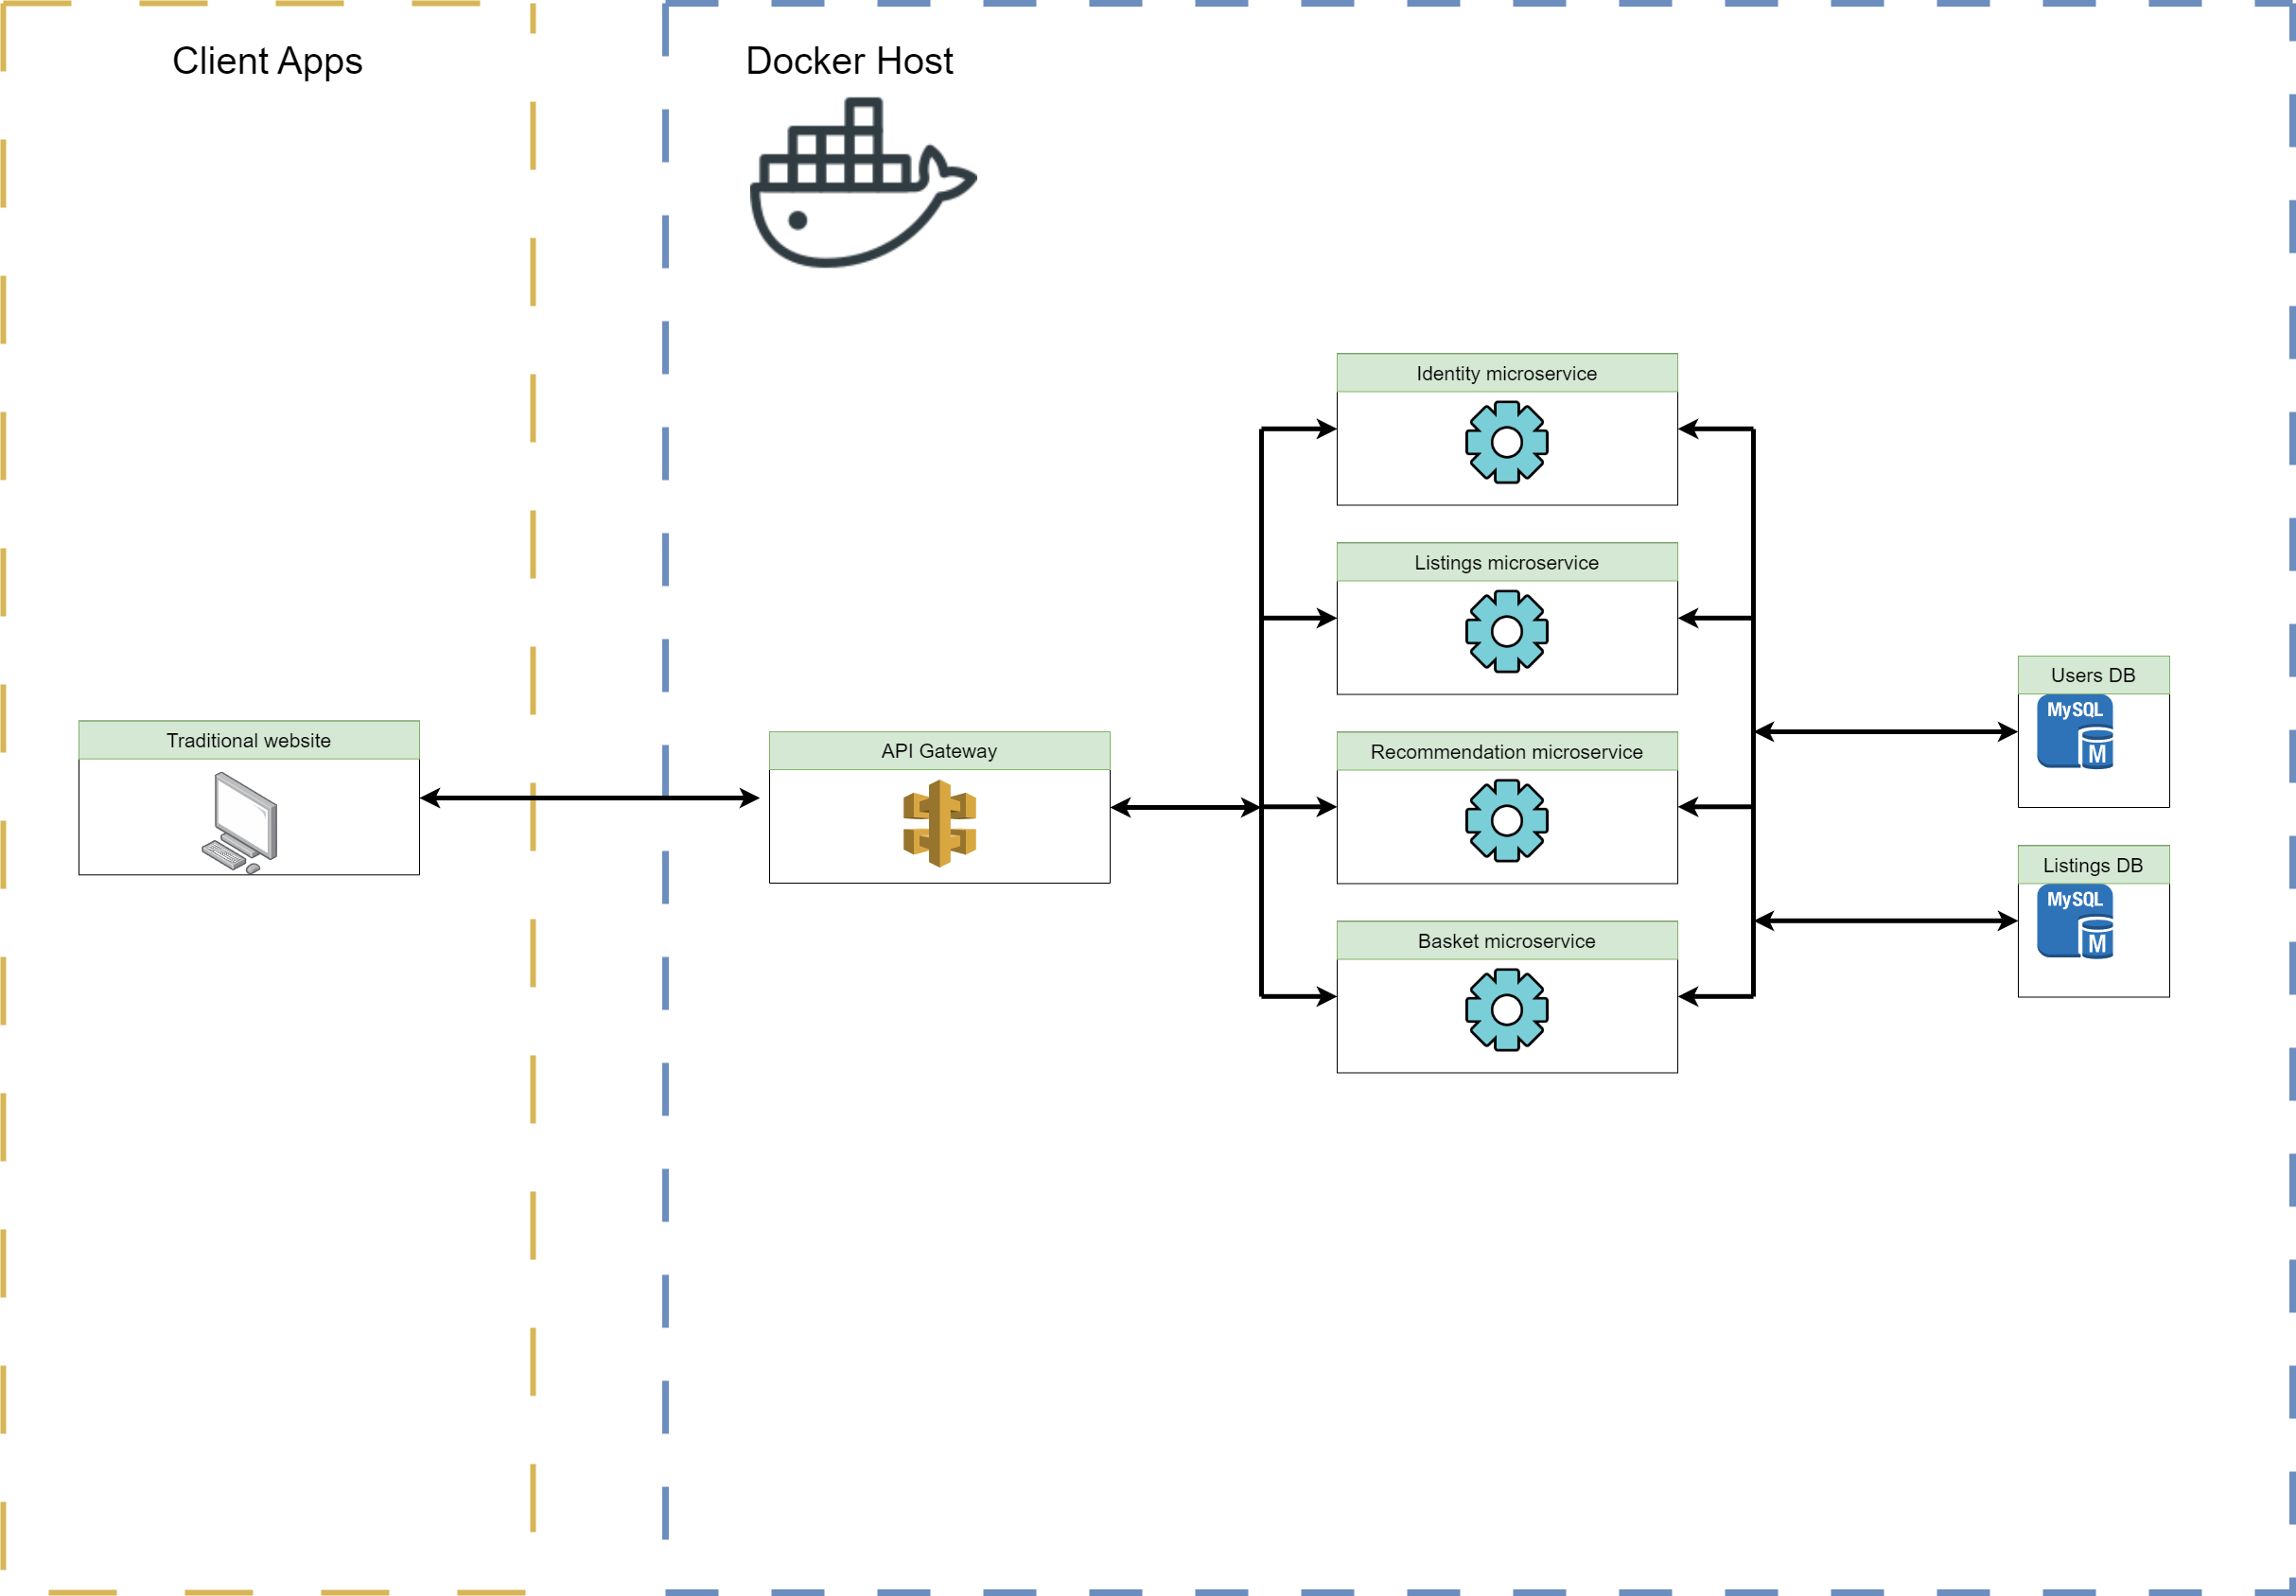 Client Apps
Docker Host
Identity microservice
Listings microservice
Users DB
MySQL
M
Traditional website
API Gateway
Recommendation microservice
Listings DB
MySQL
M
Basket microservice